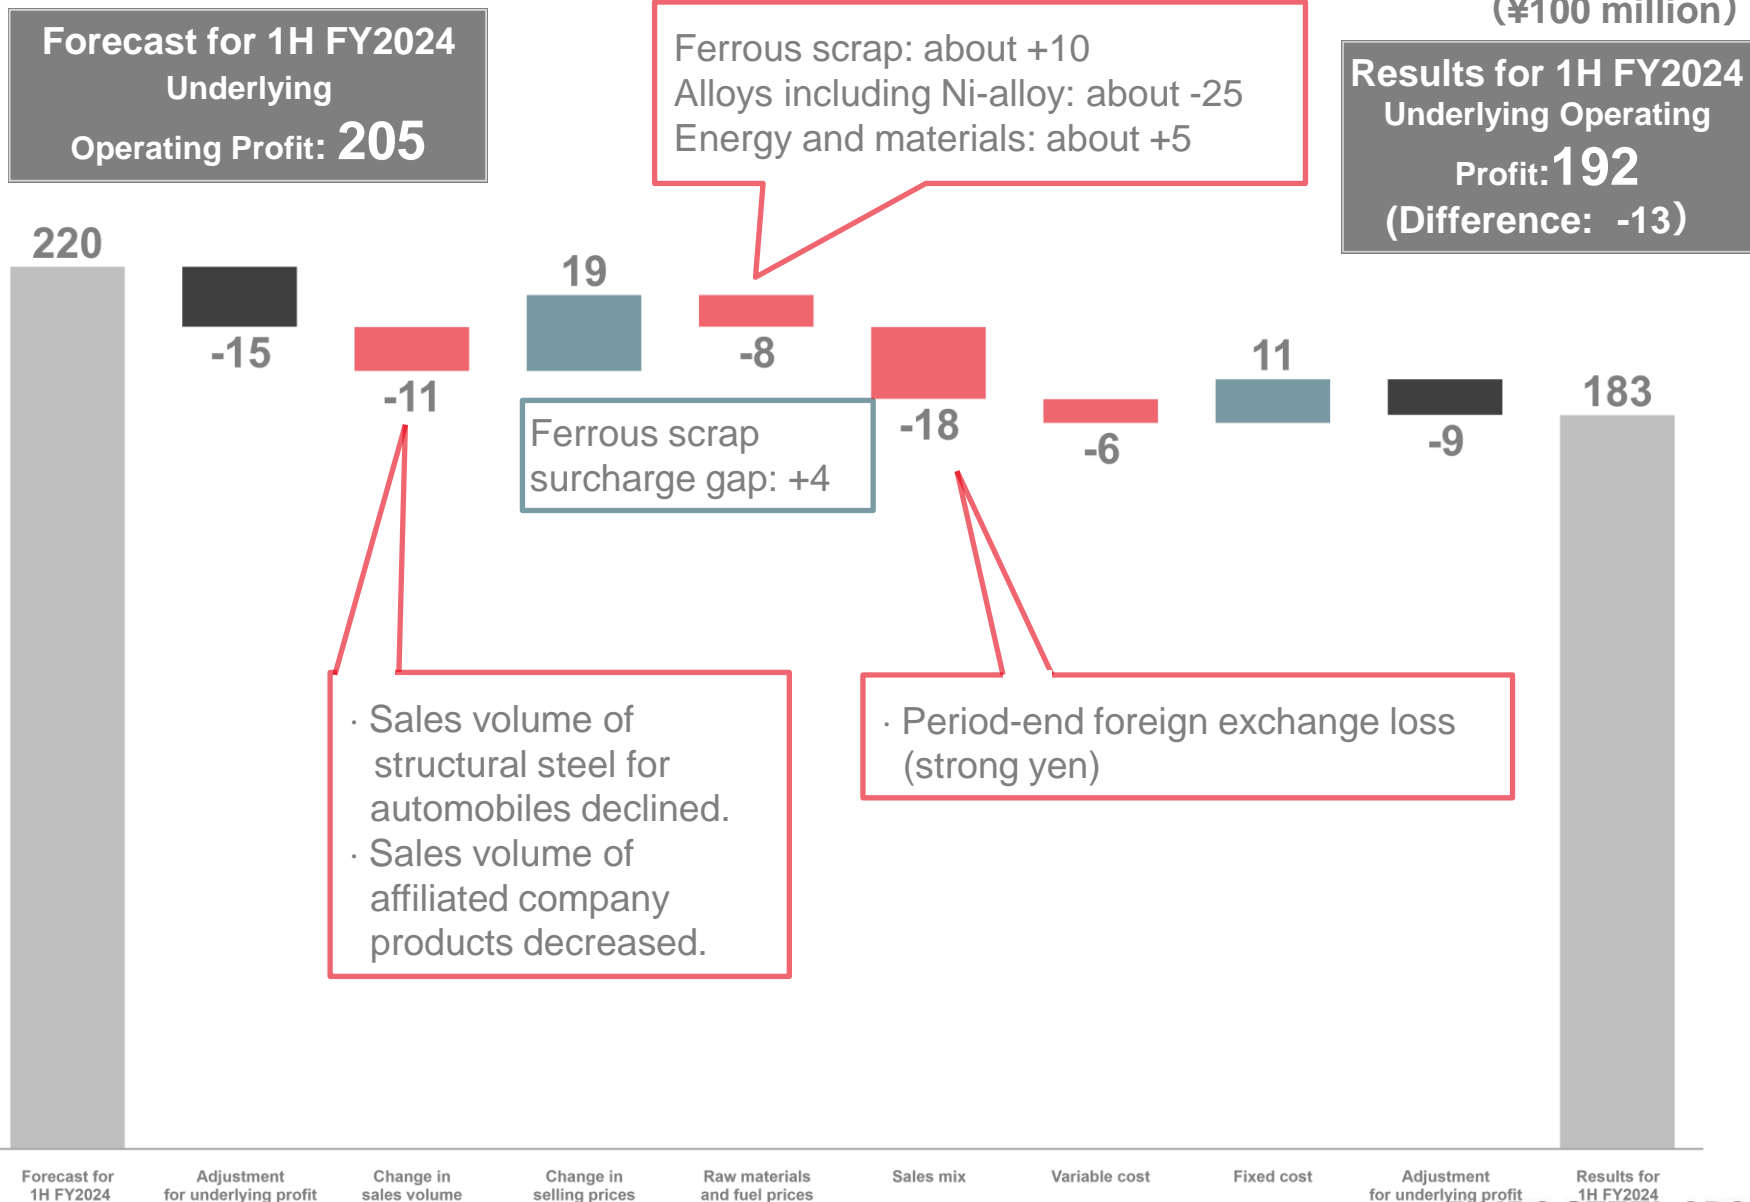 (¥100 million)
Forecast for 1H FY2024
Underlying
Operating Profit: 205
Ferrous scrap: about +10
Alloys including Ni-alloy: about -25
Energy and materials: about +5
Results for 1H FY2024
Underlying Operating
Profit:192
(Difference: -13)
220
-15
-11
19
-8
-18
-6
11
-9
183
Ferrous scrap
surcharge gap: +4
· Sales volume of
structural steel for
automobiles declined.
· Sales volume of
affiliated company
products decreased.
· Period-end foreign exchange loss
(strong yen)
Forecast for
1H FY2024
Adjustment
for underlying profit
Change in
sales volume
Change in
selling prices
Raw materials
and fuel prices
Sales mix
Variable cost
Fixed cost
Adjustment
for underlying profit
Results for
1H FY2024